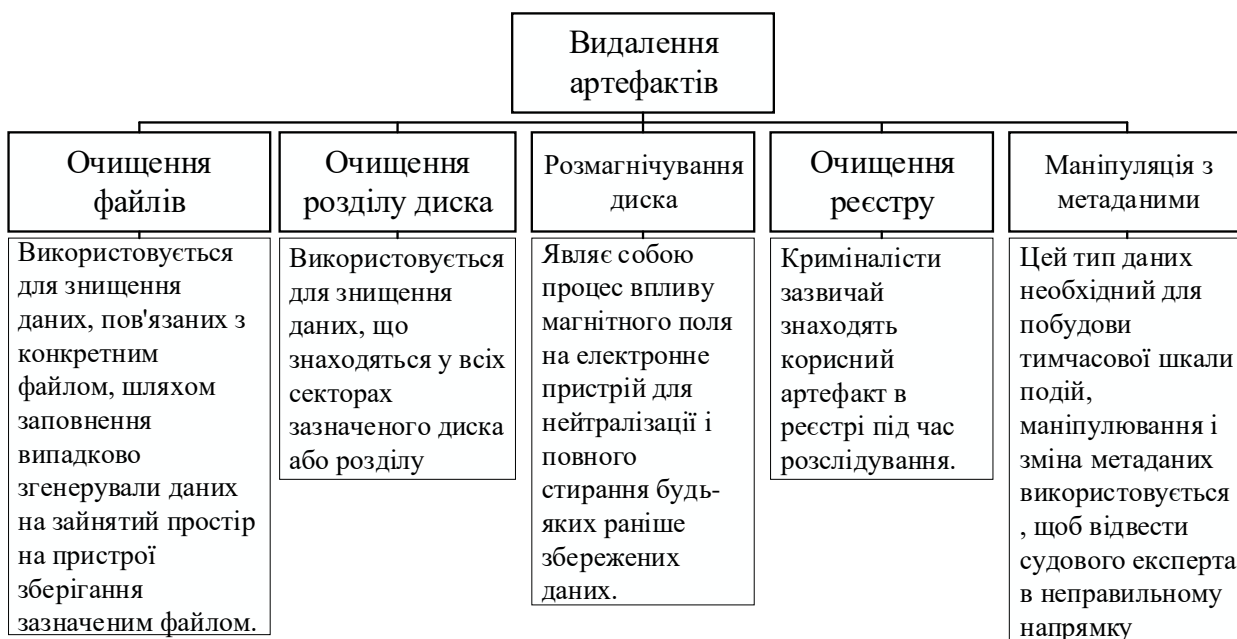 Видалення
артефактів
Очищення
файлів
Використовується
для знищення
даних, пов'язаних з
конкретним
файлом, шляхом
заповнення
випадково
згенерували даних
на зайнятий простір
на пристрої
зберігання
зазначеним файлом.
Очищення
розділу диска
Використовується
для знищення
даних, що
знаходяться у всіх
секторах
зазначеного диска
або розділу
Розмагнічування
диска
Являє собою
процес впливу
магнітного поля
на електронне
пристрій для
нейтралізації і
повного
стирання будь-
яких раніше
збережених
даних.
Очищення
реєстру
Криміналісти
зазвичай
знаходять
корисний
артефакт в
реєстрі під час
розслідування.
Маніпуляція з
метаданими
Цей тип даних
необхідний для
побудови
тимчасової шкали
подій,
маніпулювання і
зміна метаданих
використовується
, щоб відвести
судового експерта
в неправильному
напрямку